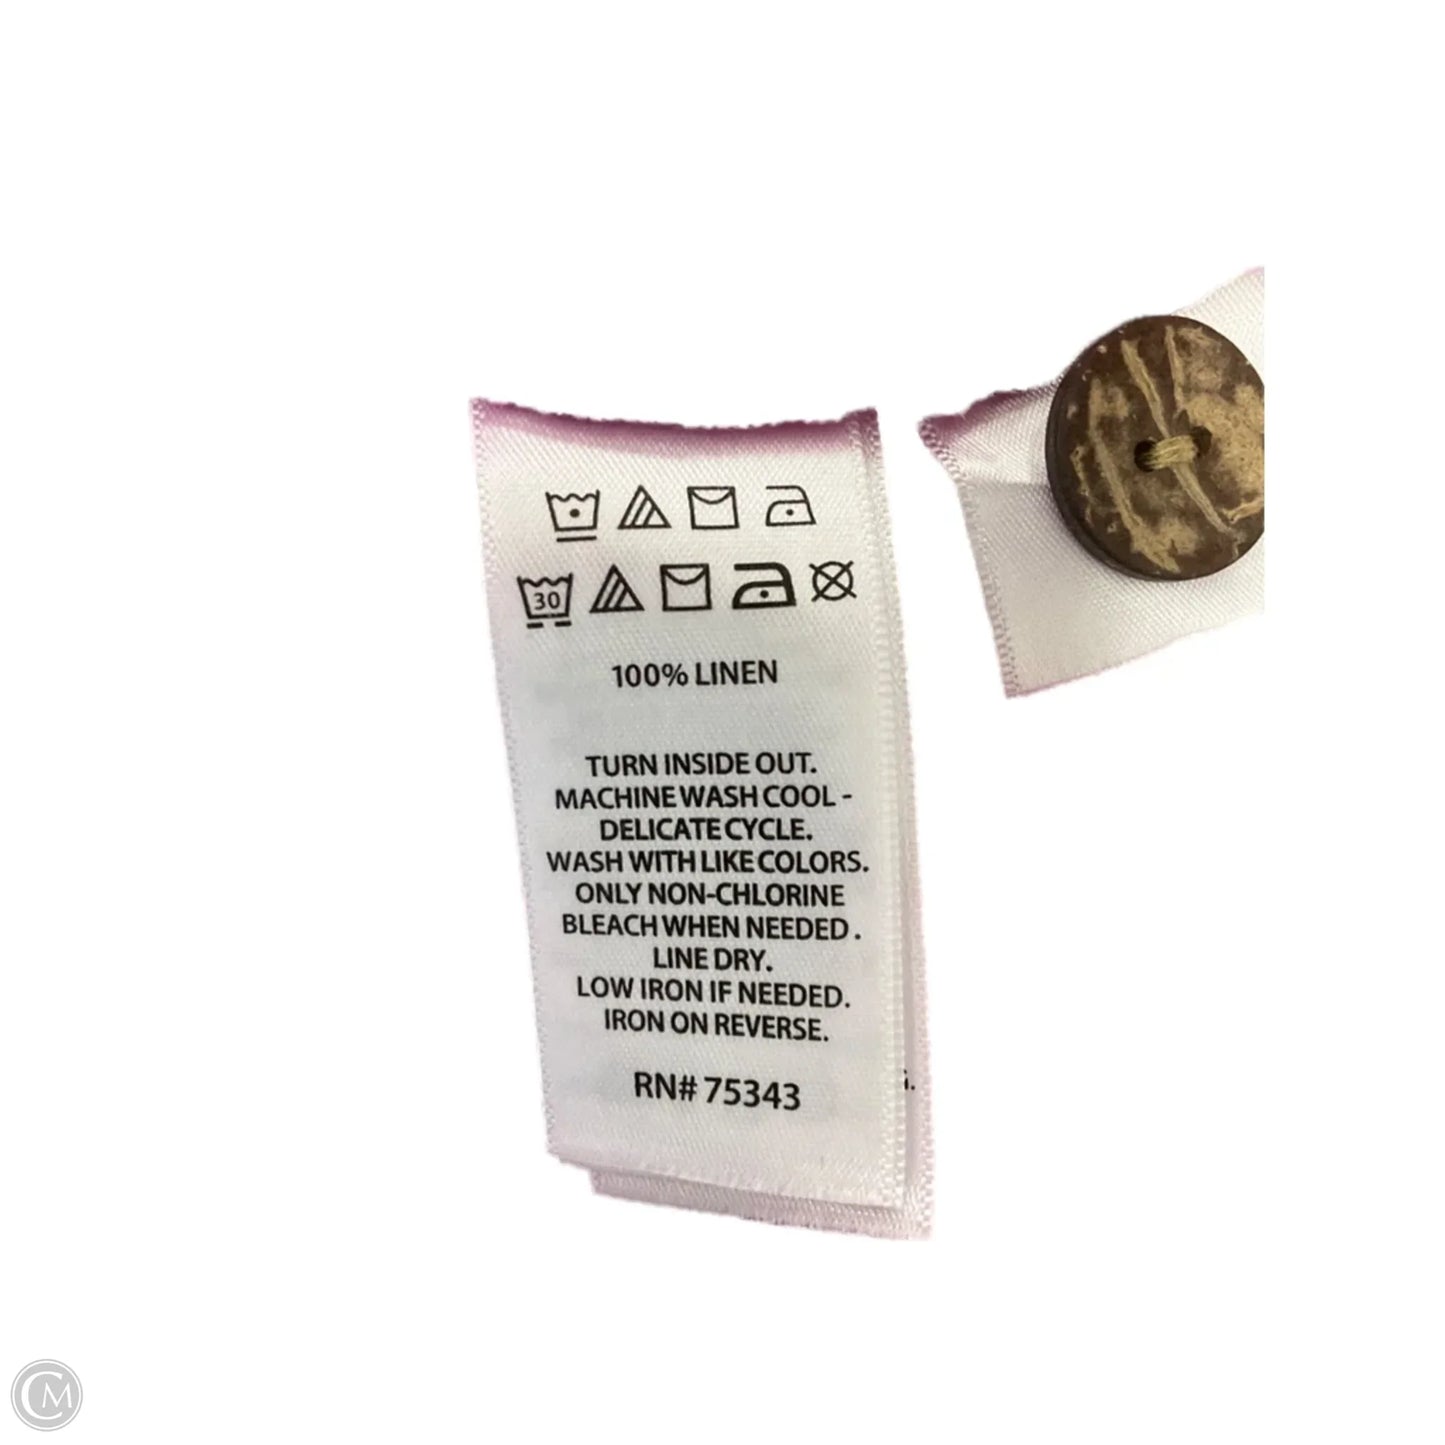 30
100% LINEN
TURN INSIDE OUT.
MACHINE WASH COOL -
DELICATE CYCLE.
WASH WITH LIKE COLORS.
ONLY NON-CHLORINE
BLEACH WHEN NEEDED .
LINE DRY.
LOW IRON IF NEEDED.
IRON ON REVERSE.
RN# 75343
CM